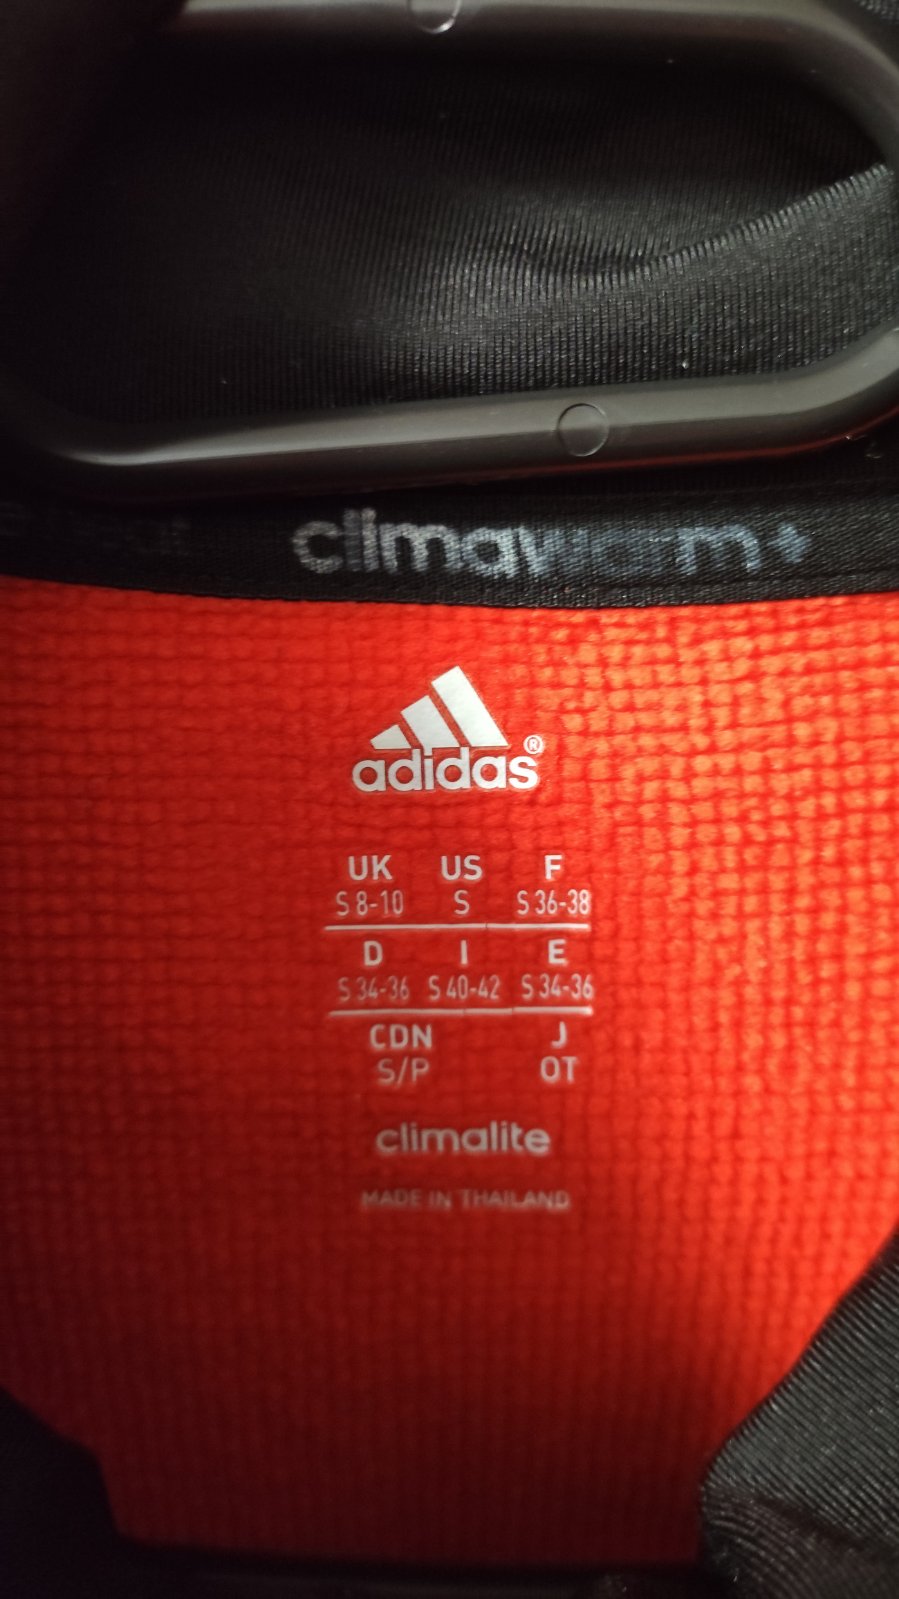 climawarm+
adidas®
UK US F
S 8-10 S S 36-38
D I E
S 34-36 S 40-42 S 34-36
CDN J
S/P OT
climalite
MADE IN THAILAND